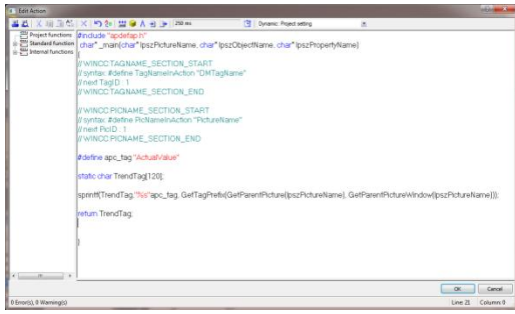 Edit Action
250 ms
Dynamic: Project setting
Project functions
Standard function
Internal functions
#include "apdefap.h"
char* _main(char* lpszPictureName, char* lpszObjectName, char* lpszPropertyName)
{
// WINCC:TAGNAME_SECTION_START
// syntax: #define TagNameInAction "DMTagName"
// next TagID : 1
// WINCC:TAGNAME_SECTION_END
// WINCC:PICNAME_SECTION_START
// syntax: #define PicNameInAction "PictureName"
// next PicID : 1
// WINCC:PICNAME_SECTION_END
#define apc_tag "ActualValue"
static char TrendTag[120];
sprintf(TrendTag,"%s"apc_tag, GetTagPrefix(GetParentPicture(lpszPictureName), GetParentPictureWindow(lpszPictureName)));
return TrendTag;
}
OK
Cancel
0 Error(s), 0 Warning(s)
Line: 21
Column: 0